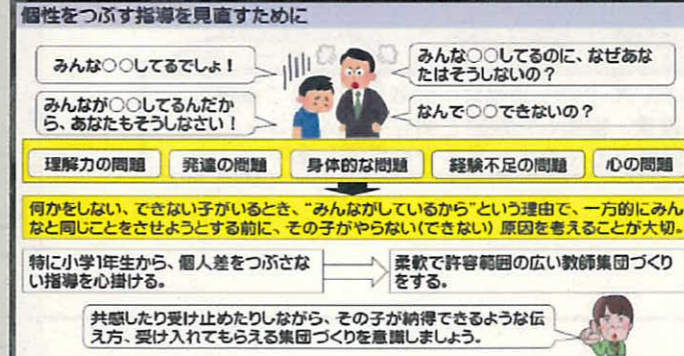 個性をつぶす指導を見直すために
みんな○○してるでしょ!
みんなが○○してるんだか
ら、あなたもそうしなさい!
みんな○○してるのに、なぜあな
たはそうしないの?
なんで○○できないの?
理解力の問題
発達の問題
身体的な問題
経験不足の問題
心の問題
何かをしない、できない子がいるとき、“みんながしているから”という理由で、一方的にみん
なと同じことをさせようとする前に、その子がやらない(できない)原因を考えることが大切。
特に小学1年生から、個人差をつぶさな
い指導を心掛ける。
柔軟で許容範囲の広い教師集団づくり
をする。
共感したり受け止めたりしながら、その子が納得できるような伝
え方、受け入れてもらえる集団づくりを意識しましょう。